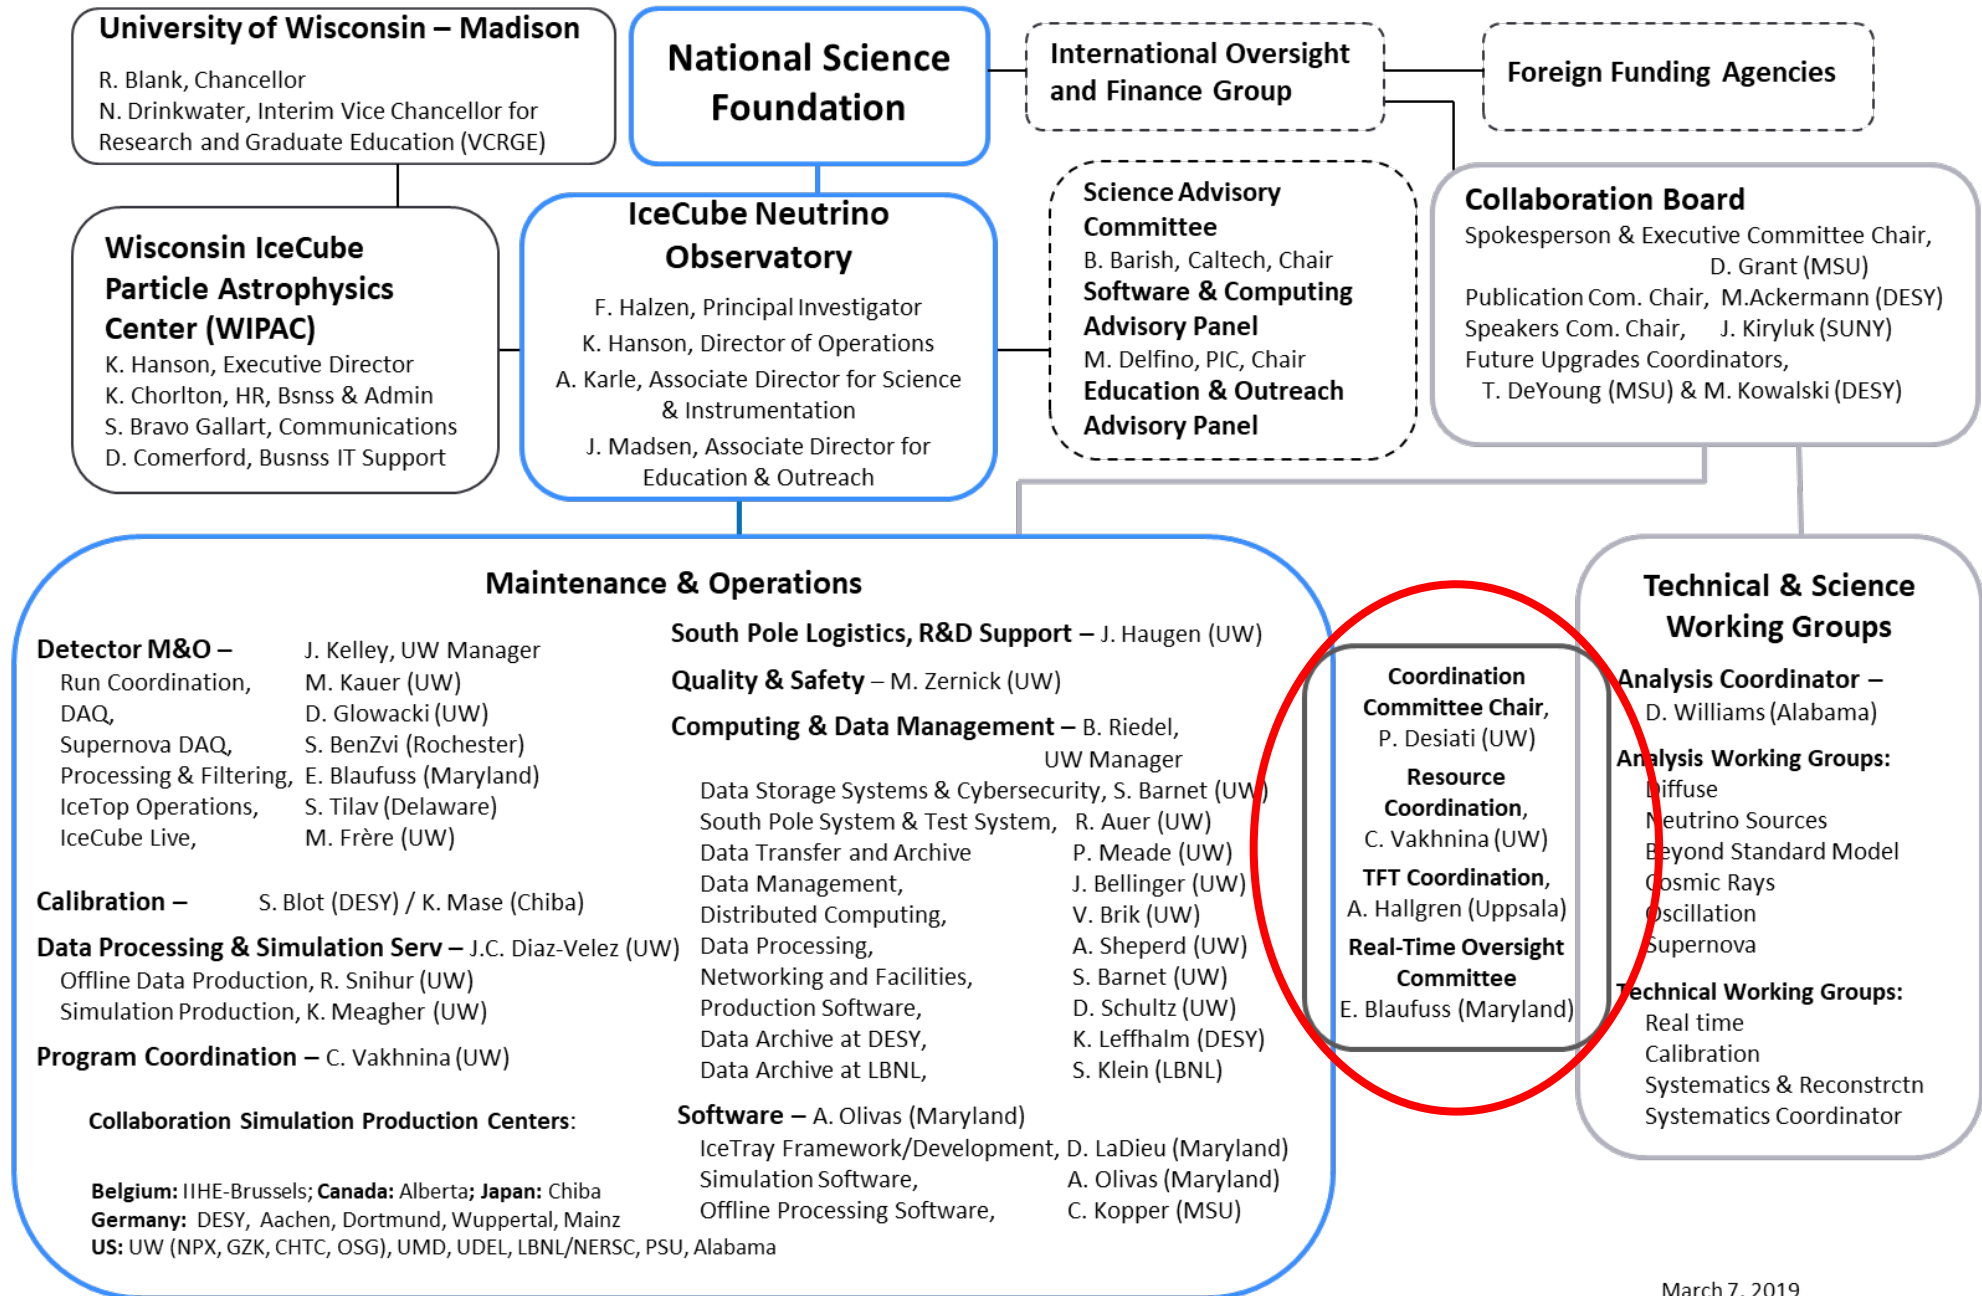 University of Wisconsin – Madison
R. Blank, Chancellor
N. Drinkwater, Interim Vice Chancellor for
Research and Graduate Education (VCRGE)
National Science
Foundation
International Oversight
and Finance Group
Foreign Funding Agencies
Wisconsin IceCube
Particle Astrophysics
Center (WIPAC)
K. Hanson, Executive Director
K. Chorlton, HR, Bsnss & Admin
S. Bravo Gallart, Communications
D. Comerford, Busnss IT Support
IceCube Neutrino
Observatory
F. Halzen, Principal Investigator
K. Hanson, Director of Operations
A. Karle, Associate Director for Science
& Instrumentation
J. Madsen, Associate Director for
Education & Outreach
Science Advisory
Committee
B. Barish, Caltech, Chair
Software & Computing
Advisory Panel
M. Delfino, PIC, Chair
Education & Outreach
Advisory Panel
Collaboration Board
Spokesperson & Executive Committee Chair,
D. Grant (MSU)
Publication Com. Chair, M.Ackermann (DESY)
Speakers Com. Chair, J. Kiryluk (SUNY)
Future Upgrades Coordinators,
T. DeYoung (MSU) & M. Kowalski (DESY)
Maintenance & Operations
Detector M&O – J. Kelley, UW Manager
Run Coordination, M. Kauer (UW)
DAQ, D. Glowacki (UW)
Supernova DAQ, S. BenZvi (Rochester)
Processing & Filtering, E. Blaufuss (Maryland)
IceTop Operations, S. Tilav (Delaware)
IceCube Live, M. Frère (UW)
Calibration – S. Blot (DESY) / K. Mase (Chiba)
Data Processing & Simulation Serv – J.C. Diaz-Velez (UW)
Offline Data Production, R. Snihur (UW)
Simulation Production, K. Meagher (UW)
Program Coordination – C. Vakhnina (UW)
Collaboration Simulation Production Centers:
Belgium: IIHE-Brussels; Canada: Alberta; Japan: Chiba
Germany: DESY, Aachen, Dortmund, Wuppertal, Mainz
US: UW (NPX, GZK, CHTC, OSG), UMD, UDEL, LBNL/NERSC, PSU, Alabama
South Pole Logistics, R&D Support – J. Haugen (UW)
Quality & Safety – M. Zernick (UW)
Computing & Data Management – B. Riedel,
UW Manager
Data Storage Systems & Cybersecurity, S. Barnet (UW)
South Pole System & Test System, R. Auer (UW)
Data Transfer and Archive P. Meade (UW)
Data Management, J. Bellinger (UW)
Distributed Computing, V. Brik (UW)
Data Processing, A. Sheperd (UW)
Networking and Facilities, S. Barnet (UW)
Production Software, D. Schultz (UW)
Data Archive at DESY, K. Leffhalm (DESY)
Data Archive at LBNL, S. Klein (LBNL)
Software – A. Olivas (Maryland)
IceTray Framework/Development, D. LaDieu (Maryland)
Simulation Software, A. Olivas (Maryland)
Offline Processing Software, C. Kopper (MSU)
Coordination
Committee Chair,
P. Desiati (UW)
Resource
Coordination,
C. Vakhnina (UW)
TFT Coordination,
A. Hallgren (Uppsala)
Real-Time Oversight
Committee
E. Blaufuss (Maryland)
Technical & Science
Working Groups
Analysis Coordinator –
D. Williams (Alabama)
Analysis Working Groups:
Diffuse
Neutrino Sources
Beyond Standard Model
Cosmic Rays
Oscillation
Supernova
Technical Working Groups:
Real time
Calibration
Systematics & Reconstrctn
Systematics Coordinator
March 7, 2019